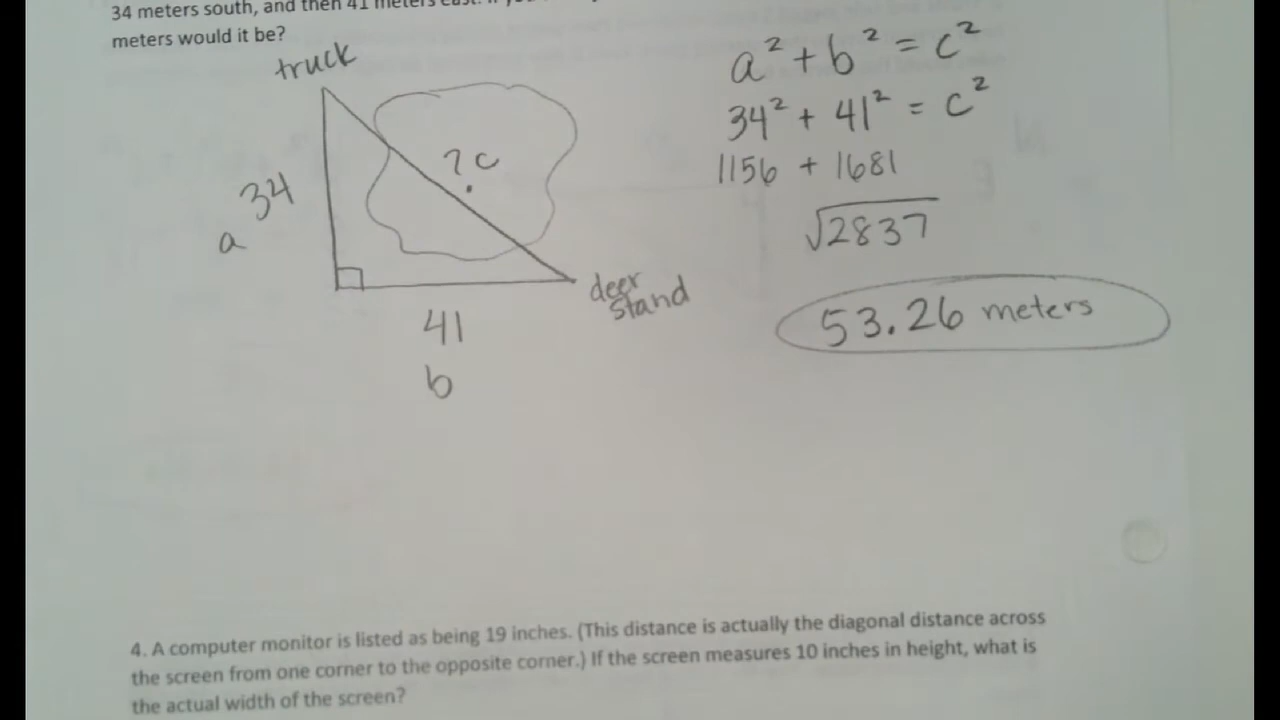 34 meters south, and then 41 meters east.
meters would it be?
truck
a² + b² = c²
34² + 41² = c²
? c
1156 + 1681
34
a
√2837
deer
stand
41
53.26 meters
b
4. A computer monitor is listed as being 19 inches. (This distance is actually the diagonal distance across
the screen from one corner to the opposite corner.) If the screen measures 10 inches in height, what is
the actual width of the screen?